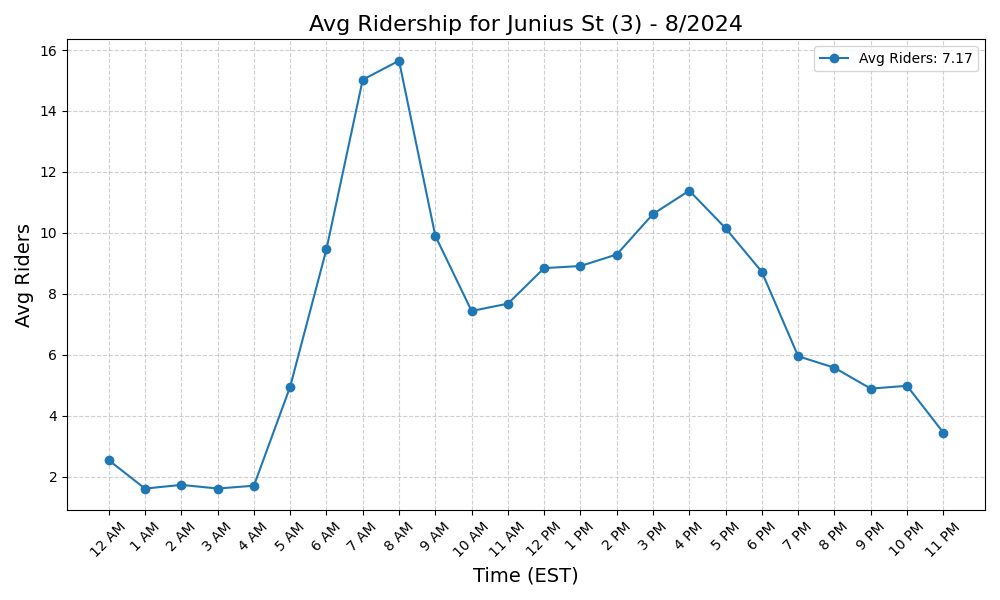 Avg Ridership for Junius St (3) - 8/2024
Avg Riders: 7.17
Avg Riders
16
14
12
10
8
6
4
2
12 AM
1 AM
2 AM
3 AM
4 AM
5 AM
6 AM
7 AM
8 AM
9 AM
10 AM
11 AM
12 PM
1 PM
2 PM
3 PM
4 PM
5 PM
6 PM
7 PM
8 PM
9 PM
10 PM
11 PM
Time (EST)